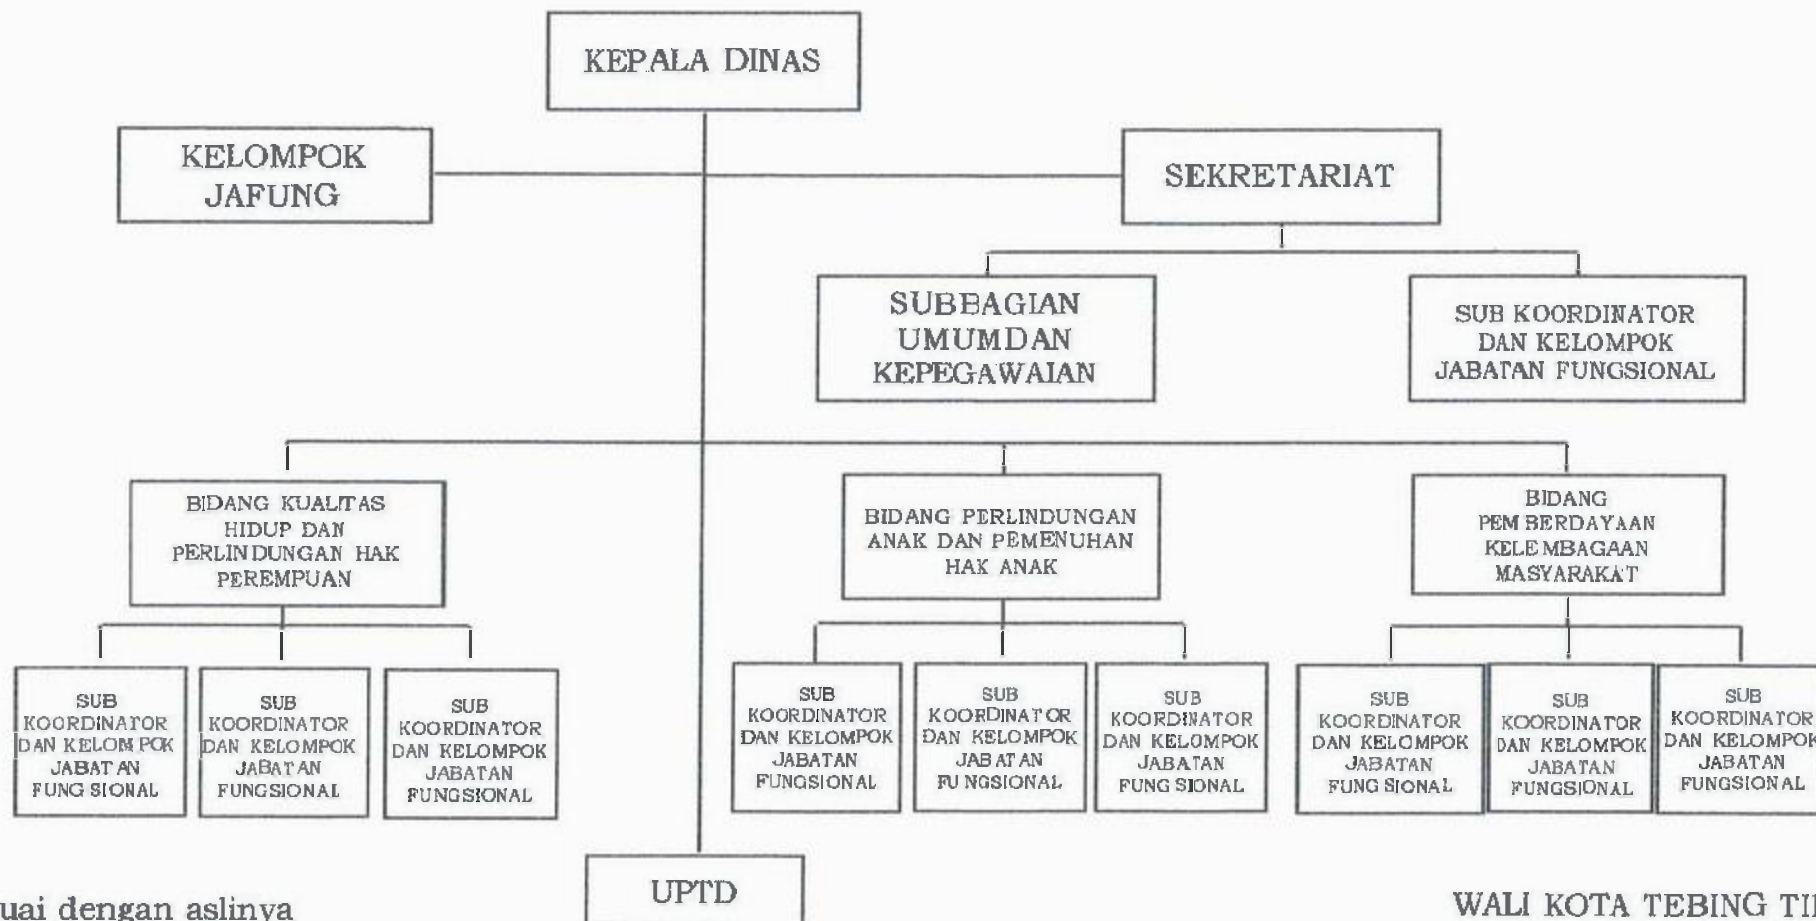 KEPALA DINAS
KELOMPOK
JAFUNG
SEKRETARIAT
SUBBAGIAN
UMUMDAN
KEPEGAWAIAN
SUB KOORDINATOR
DAN KELOMPOK
JABATAN FUNGSIONAL
BIDANG KUALITAS
HIDUP DAN
PERLINDUNGAN HAK
PEREMPUAN
BIDANG PERLINDUNGAN
ANAK DAN PEMENUHAN
HAK ANAK
BIDANG
PEMBERDAYAAN
KELEMBAGAAN
MASYARAKAT
SUB
KOORDINATOR
DAN KELOMPOK
JABATAN
FUNGSIONAL
SUB
KOORDINATOR
DAN KELOMPOK
JABATAN
FUNGSIONAL
SUB
KOORDINATOR
DAN KELOMPOK
JABATAN
FUNGSIONAL
SUB
KOORDINATOR
DAN KELOMPOK
JABATAN
FUNGSIONAL
SUB
KOORDINATOR
DAN KELOMPOK
JABATAN
FUNGSIONAL
SUB
KOORDINATOR
DAN KELOMPOK
JABATAN
FUNGSIONAL
SUB
KOORDINATOR
DAN KELOMPOK
JABATAN
FUNGSIONAL
SUB
KOORDINATOR
DAN KELOMPOK
JABATAN
FUNGSIONAL
SUB
KOORDINATOR
DAN KELOMPOK
JABATAN
FUNGSIONAL
UPTD
dengan aslinya
WALI KOTA TEBING